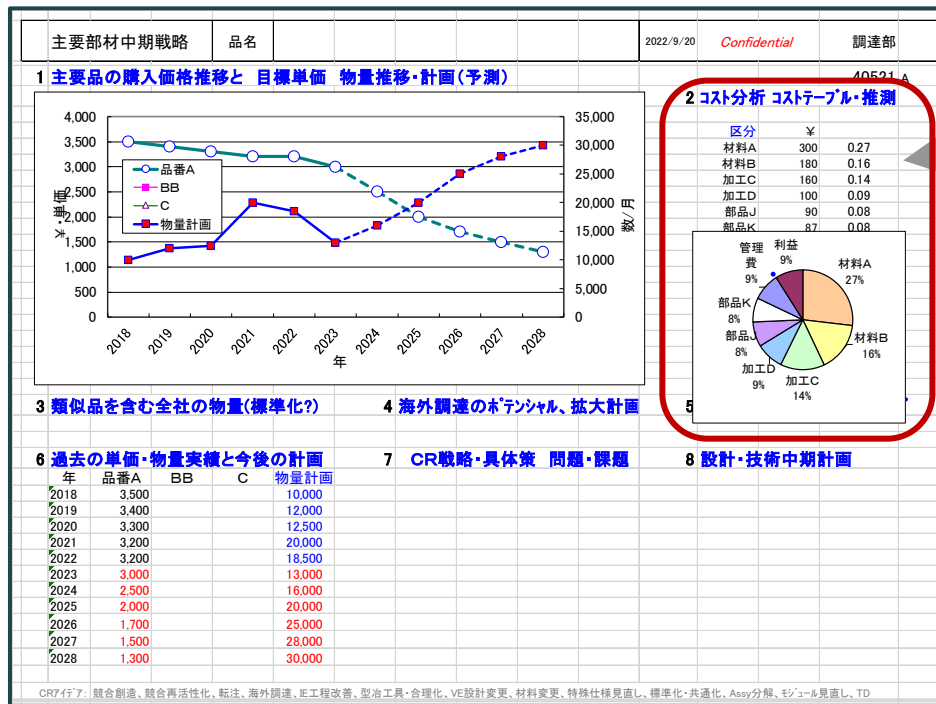 主要部材中期戦略 品名 2022/9/20 Confidential 調達部
1 主要品の購入価格推移と 目標単価 物量推移・計画(予測)
2 コスト分析 コストテーブル・推測
4,000
3,500
3,000
2,500
2,000
1,500
1,000
500
0
単価・¥
品番A
BB
C
物量計画
35,000
30,000
25,000
20,000
15,000
10,000
5,000
0
数/月
2018 2019 2020 2021 2022 2023 2024 2025 2026 2027 2028
年
区分 ¥
材料A 300 0.27
材料B 180 0.16
加工C 160 0.14
加工D 100 0.09
部品J 90 0.08
部品K 87 0.08
管理費 9%
利益 9%
材料A 27%
材料B 16%
加工C 14%
加工D 9%
部品J 8%
部品K 8%
3 類似品を含む全社の物量(標準化?)
4 海外調達のポテンシャル、拡大計画
5
6 過去の単価・物量実績と今後の計画
7 CR戦略・具体策 問題・課題
8 設計・技術中期計画
年 品番A BB C 物量計画
2018 3,500 10,000
2019 3,400 12,000
2020 3,300 12,500
2021 3,200 20,000
2022 3,200 18,500
2023 3,000 13,000
2024 2,500 16,000
2025 2,000 20,000
2026 1,700 25,000
2027 1,500 28,000
2028 1,300 30,000
CRアイデア: 競合創造、競合再活性化、転注、海外調達、IE工程改善、型冶工具・合理化、VE設計変更、材料変更、特殊仕様見直し、標準化・共通化、Assy分解、モジュール見直し、TD